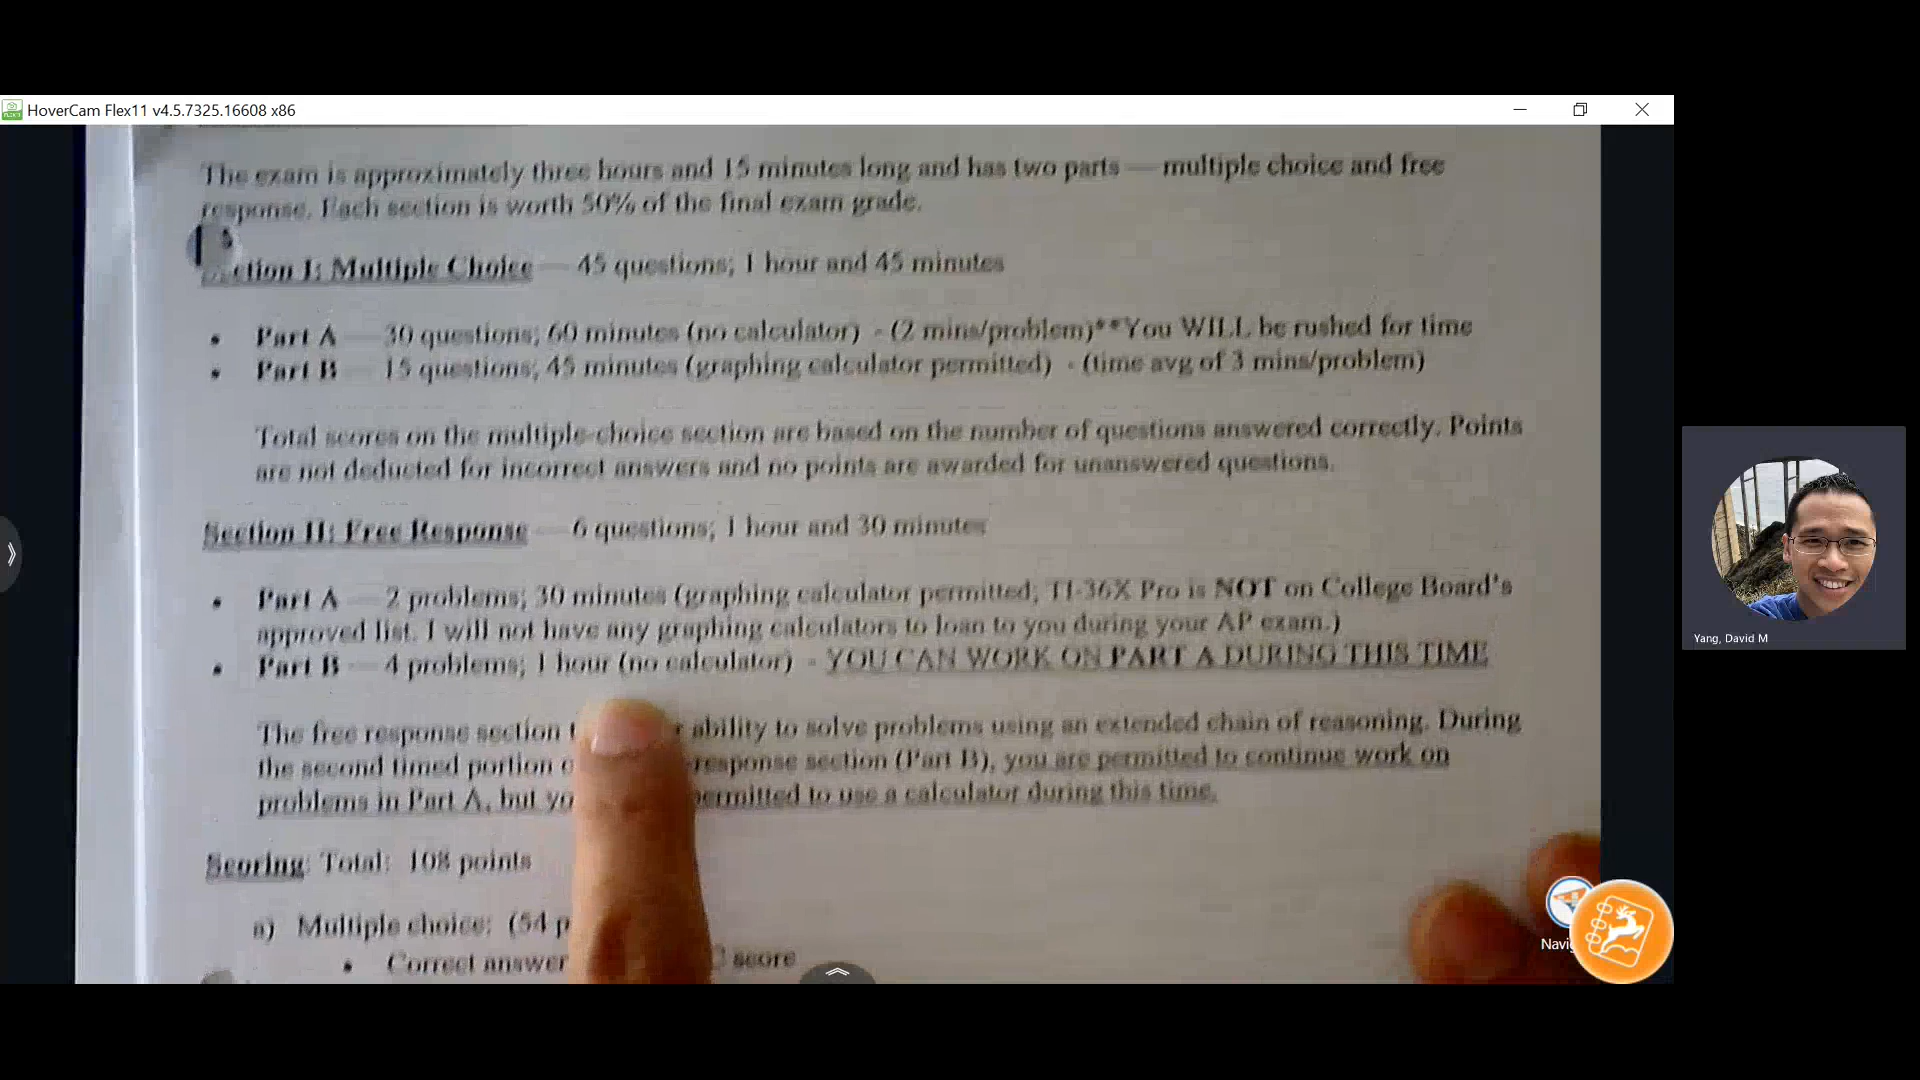 HoverCam Flex11 v4.5.7325.16608 x86
The exam is approximately three hours and 15 minutes long and has two parts — multiple choice and free
response. Each section is worth 50% of the final exam grade.
ction I: Multiple Choice — 45 questions; 1 hour and 45 minutes
• Part A — 30 questions; 60 minutes (no calculator) - (2 mins/problem)**You WILL be rushed for time
• Part B — 15 questions; 45 minutes (graphing calculator permitted) - (time avg of 3 mins/problem)
Total scores on the multiple-choice section are based on the number of questions answered correctly. Points
are not deducted for incorrect answers and no points are awarded for unanswered questions.
Section II: Free Response — 6 questions; 1 hour and 30 minutes
• Part A — 2 problems; 30 minutes (graphing calculator permitted; TI-36X Pro is NOT on College Board's
approved list. I will not have any graphing calculators to loan to you during your AP exam.)
• Part B — 4 problems; 1 hour (no calculator) - YOU CAN WORK ON PART A DURING THIS TIME
Yang, David M
The free response section ability to solve problems using an extended chain of reasoning. During
the second timed portion response section (Part B), you are permitted to continue work on
problems in Part A, but permitted to use a calculator during this time.
Scoring: Total: 108 points
a) Multiple choice: (54 p
• Correct answer score
Navig